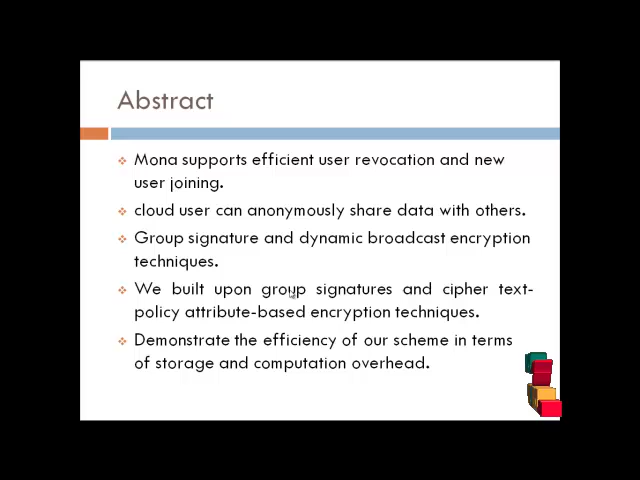 Abstract
Mona supports efficient user revocation and new
user joining.
cloud user can anonymously share data with others.
Group signature and dynamic broadcast encryption
techniques.
We built upon group signatures and cipher text-
policy attribute-based encryption techniques.
Demonstrate the efficiency of our scheme in terms
of storage and computation overhead.